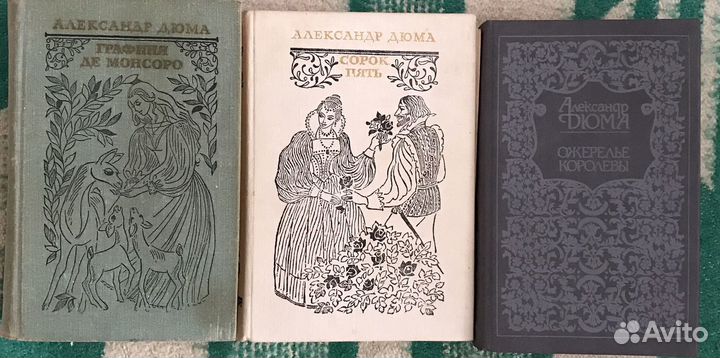 АЛЕКСАНДР ДЮМА
ГРАФИНЯ
ДЕ МОНСОРО
АЛЕКСАНДР ДЮМА
СОРОК
ПЯТЬ
АЛЕКСАНДР
ДЮМА
ОЖЕРЕЛЬЕ
КОРОЛЕВЫ
Avito